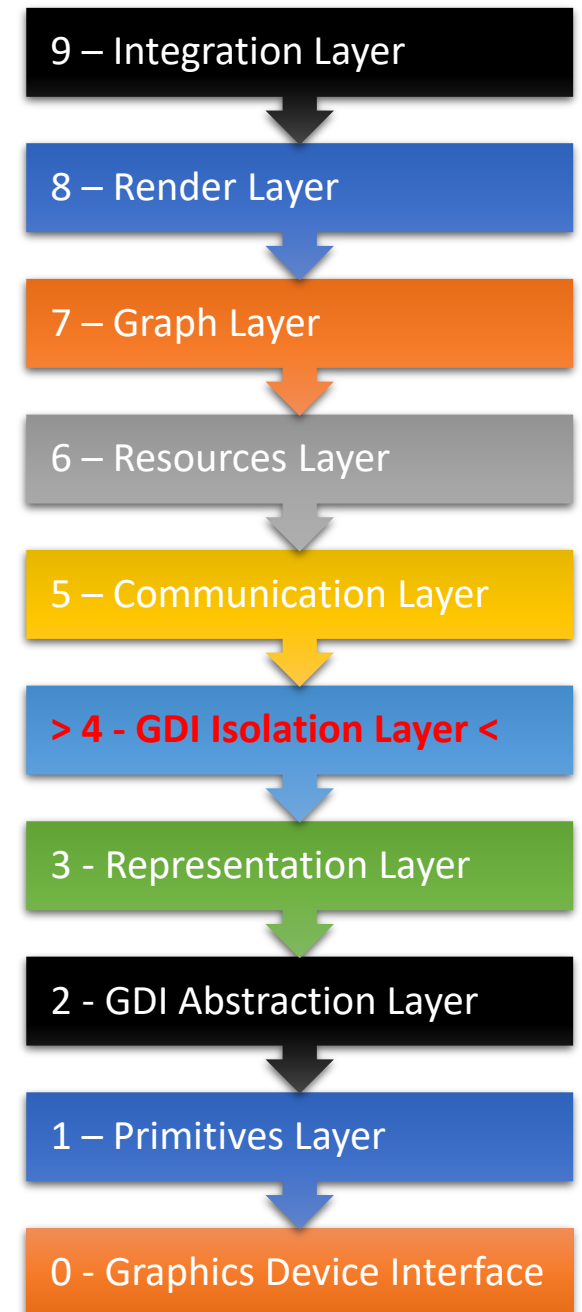 9 – Integration Layer
8 – Render Layer
7 – Graph Layer
6 – Resources Layer
5 – Communication Layer
> 4 - GDI Isolation Layer <
3 - Representation Layer
2 - GDI Abstraction Layer
1 – Primitives Layer
0 - Graphics Device Interface